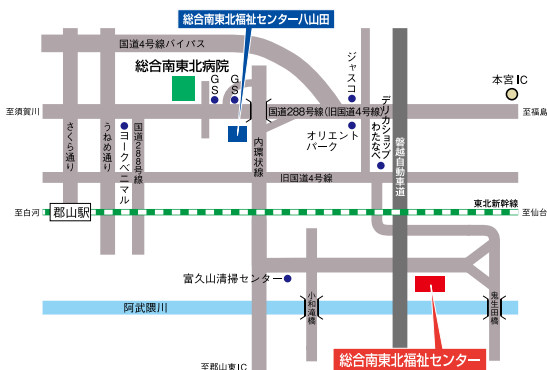 総合南東北福祉センター八山田
国道4号線バイパス
総合南東北病院
GS
GS
ジャスコ
本宮IC
至須賀川
国道288号線(旧国道4号線)
至福島
さくら通り
うねめ通り
ヨークベニマル
国道288号線
内環状線
オリエント
パーク
デリカショップ
わたなべ
磐越自動車道
旧国道4号線
東北新幹線
至白河
郡山駅
至仙台
富久山清掃センター
小和滝橋
鬼生田橋
阿武隈川
総合南東北福祉センター
至郡山東IC